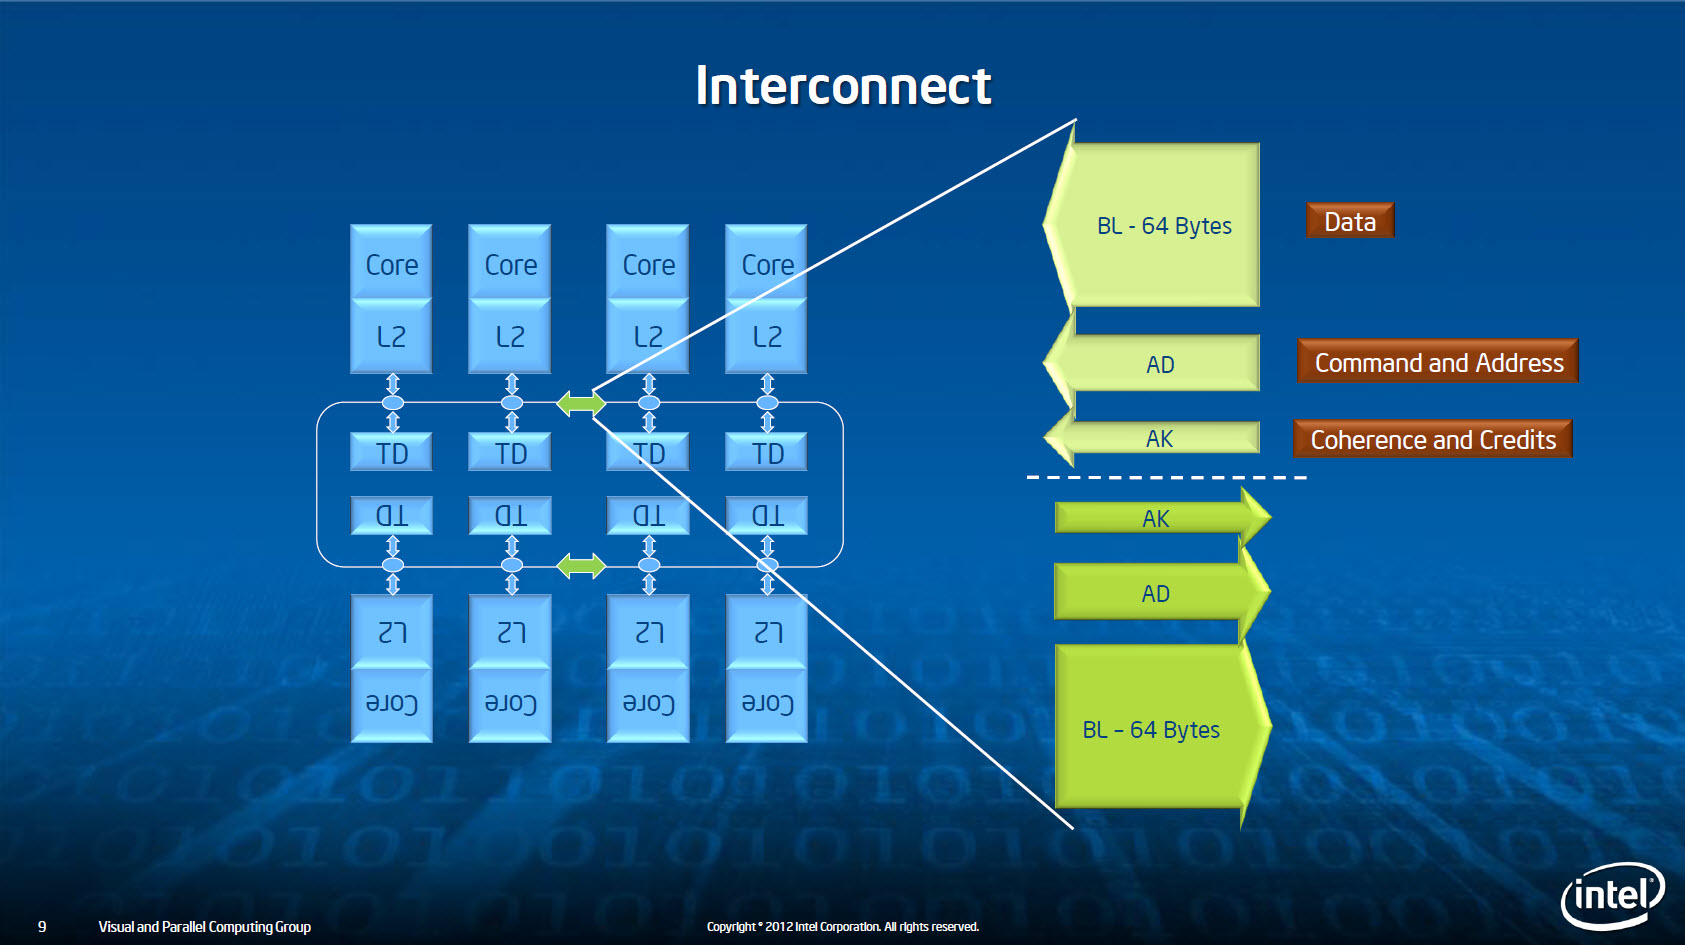 Interconnect
BL - 64 Bytes
Data
Core Core Core Core
L2 L2 L2 L2
AD
Command and Address
AK
Coherence and Credits
TD TD TD TD
TD TD TD TD
AK
AD
L2 L2 L2 L2
Core Core Core Core
BL – 64 Bytes
intel®
9
Visual and Parallel Computing Group
Copyright © 2012 Intel Corporation. All rights reserved.